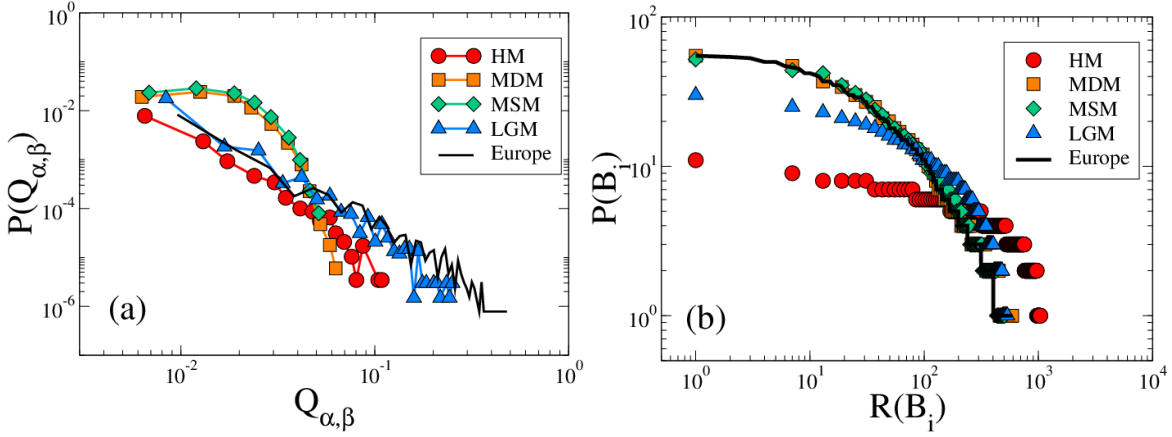 10^0
10^-2
10^-4
10^-6
P(Q_α,β)
HM
MDM
MSM
LGM
Europe
(a)
10^-2
10^-1
10^0
Q_α,β
10^2
10^1
10^0
P(B_i)
HM
MDM
MSM
LGM
Europe
(b)
10^0
10^1
10^2
10^3
10^4
R(B_i)